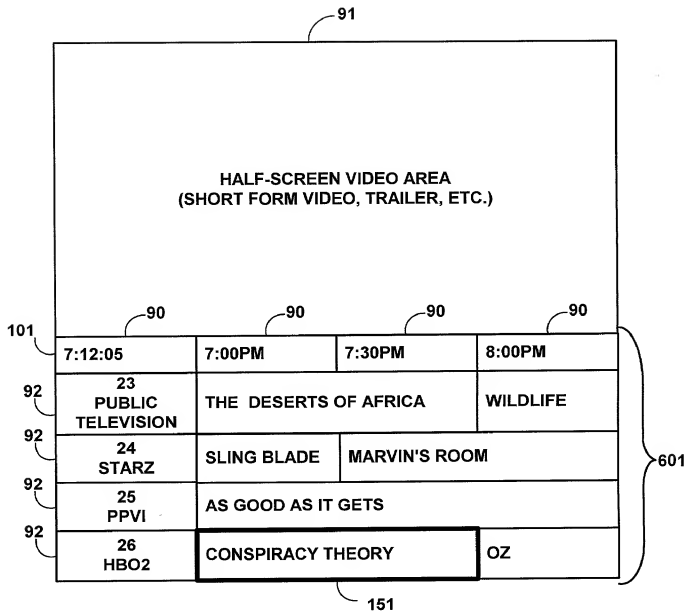 91
HALF-SCREEN VIDEO AREA
(SHORT FORM VIDEO, TRAILER, ETC.)
90 90 90 90
101
7:12:05 7:00PM 7:30PM 8:00PM
92
23
PUBLIC
TELEVISION
THE DESERTS OF AFRICA WILDLIFE
92
24
STARZ
SLING BLADE MARVIN'S ROOM
601
92
25
PPVI
AS GOOD AS IT GETS
92
26
HBO2
CONSPIRACY THEORY OZ
151